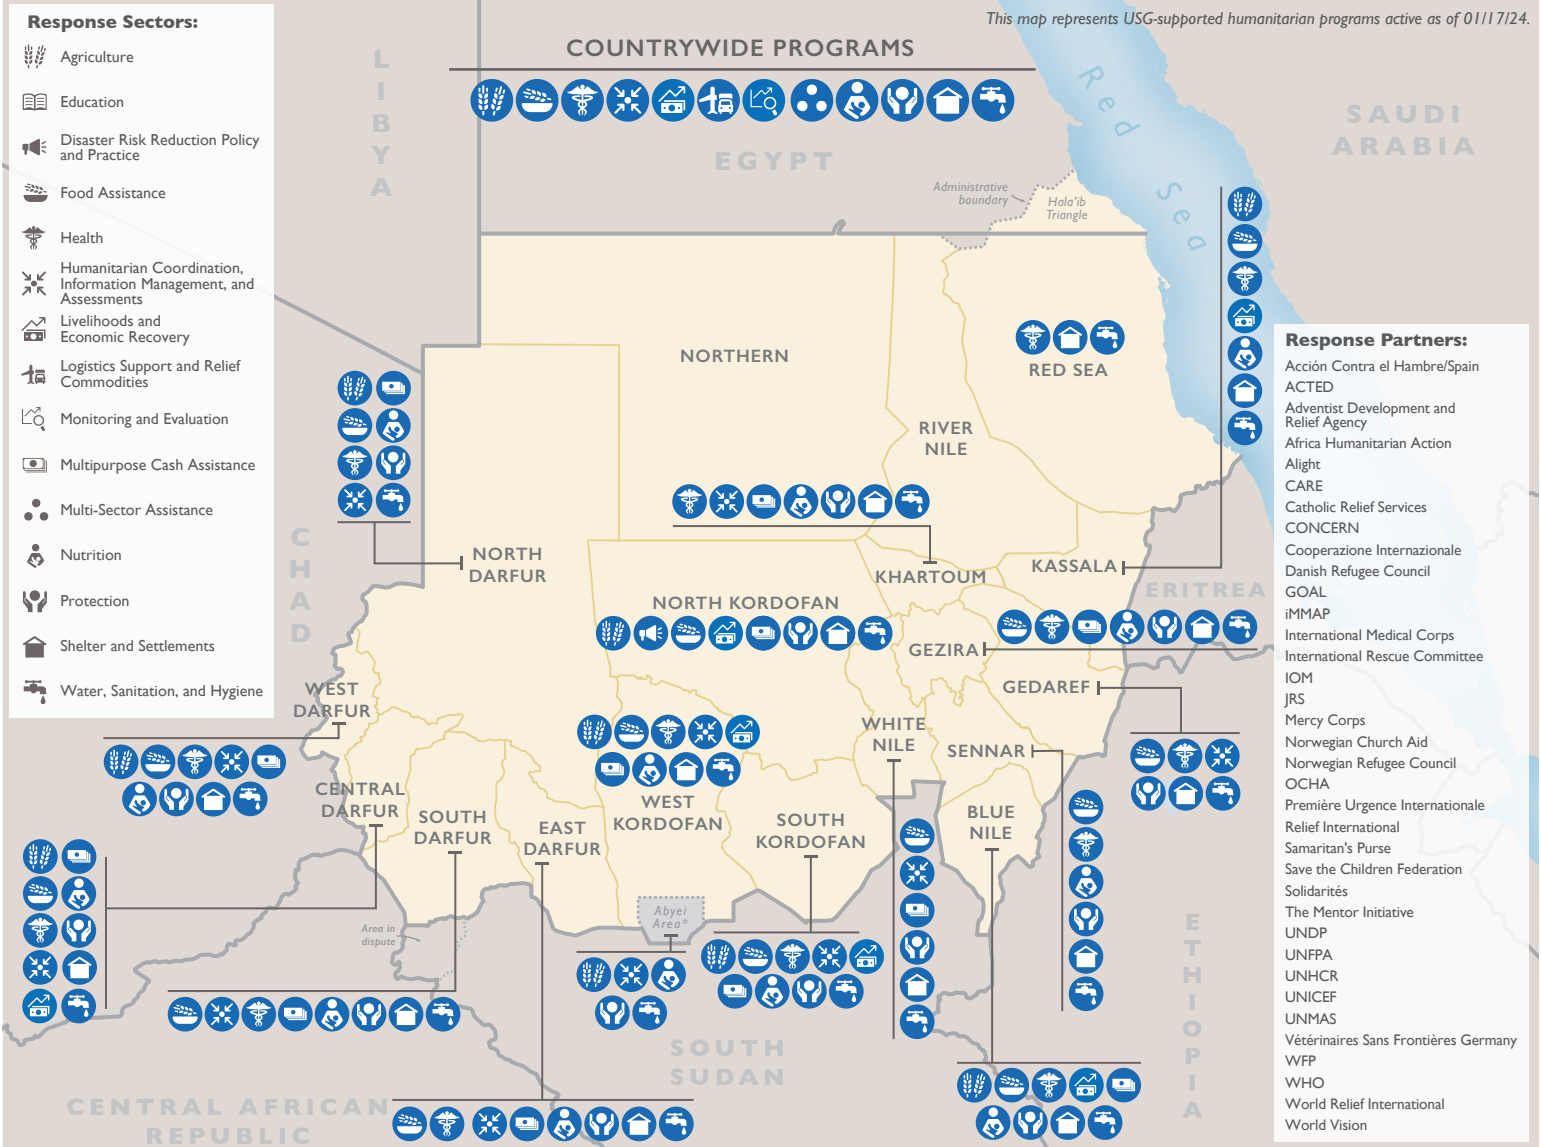 This map represents USG-supported humanitarian programs active as of 01/17/24.
Response Sectors:
Agriculture
Education
Disaster Risk Reduction Policy
and Practice
Food Assistance
Health
Humanitarian Coordination,
Information Management, and
Assessments
Livelihoods and
Economic Recovery
Logistics Support and Relief
Commodities
Monitoring and Evaluation
Multipurpose Cash Assistance
Multi-Sector Assistance
Nutrition
Protection
Shelter and Settlements
Water, Sanitation, and Hygiene
COUNTRYWIDE PROGRAMS
LIBYA
EGYPT
Red Sea
SAUDI
ARABIA
Administrative
boundary
Hala'ib
Triangle
NORTHERN
RED SEA
RIVER
NILE
CHAD
NORTH
DARFUR
KHARTOUM
KASSALA
ERITREA
NORTH KORDOFAN
GEZIRA
GEDAREF
WEST
DARFUR
WHITE
NILE
SENNAR
CENTRAL
DARFUR
SOUTH
DARFUR
EAST
DARFUR
WEST
KORDOFAN
SOUTH
KORDOFAN
BLUE
NILE
Abyei
Area*
Area in
dispute
ETHIOPIA
SOUTH
SUDAN
CENTRAL AFRICAN
REPUBLIC
Response Partners:
Acción Contra el Hambre/Spain
ACTED
Adventist Development and
Relief Agency
Africa Humanitarian Action
Alight
CARE
Catholic Relief Services
CONCERN
Cooperazione Internazionale
Danish Refugee Council
GOAL
iMMAP
International Medical Corps
International Rescue Committee
IOM
JRS
Mercy Corps
Norwegian Church Aid
Norwegian Refugee Council
OCHA
Première Urgence Internationale
Relief International
Samaritan's Purse
Save the Children Federation
Solidarités
The Mentor Initiative
UNDP
UNFPA
UNHCR
UNICEF
UNMAS
Vétérinaires Sans Frontières Germany
WFP
WHO
World Relief International
World Vision